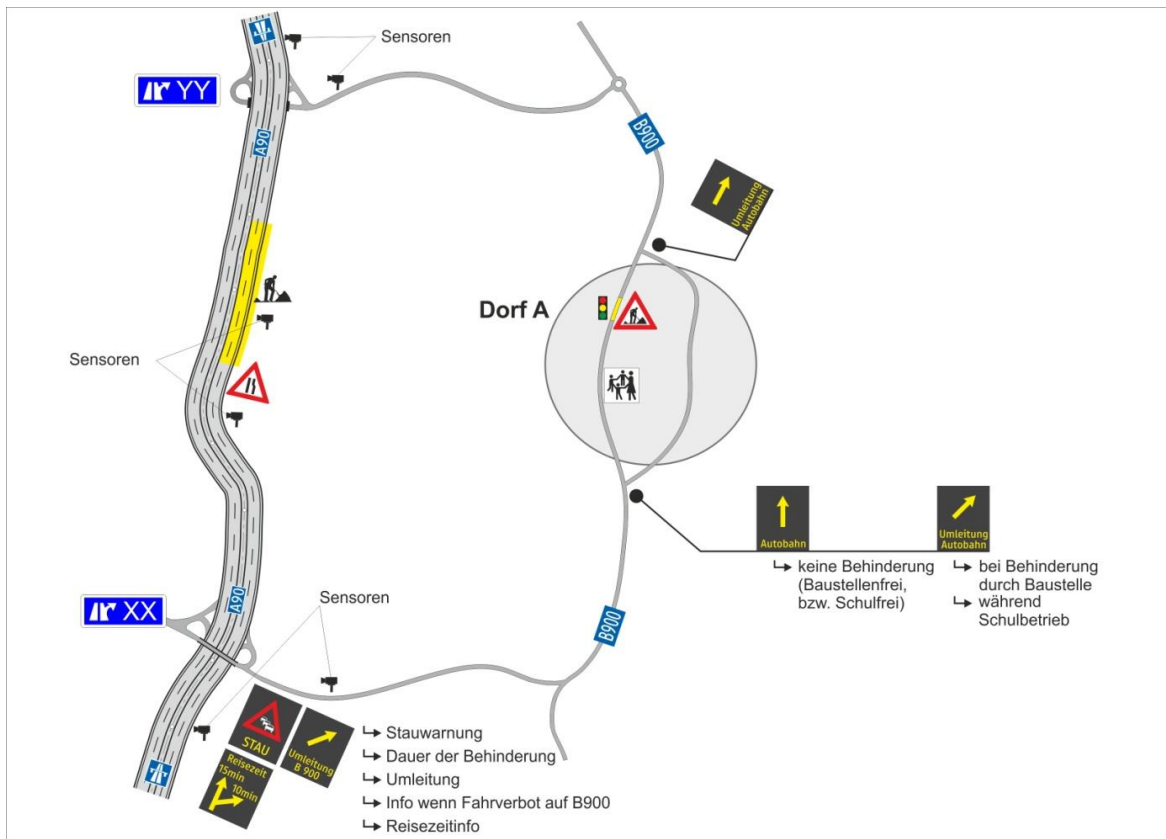 Sensoren
YY
A90
B900
Umleitung
Autobahn
Dorf A
Sensoren
Autobahn
Umleitung
Autobahn
keine Behinderung
(Baustellenfrei,
bzw. Schulfrei)
bei Behinderung
durch Baustelle
während
Schulbetrieb
XX
A90
Sensoren
B900
STAU
Umleitung
B 900
Reisezeit
15min
10min
Stauwarnung
Dauer der Behinderung
Umleitung
Info wenn Fahrverbot auf B900
Reisezeitinfo